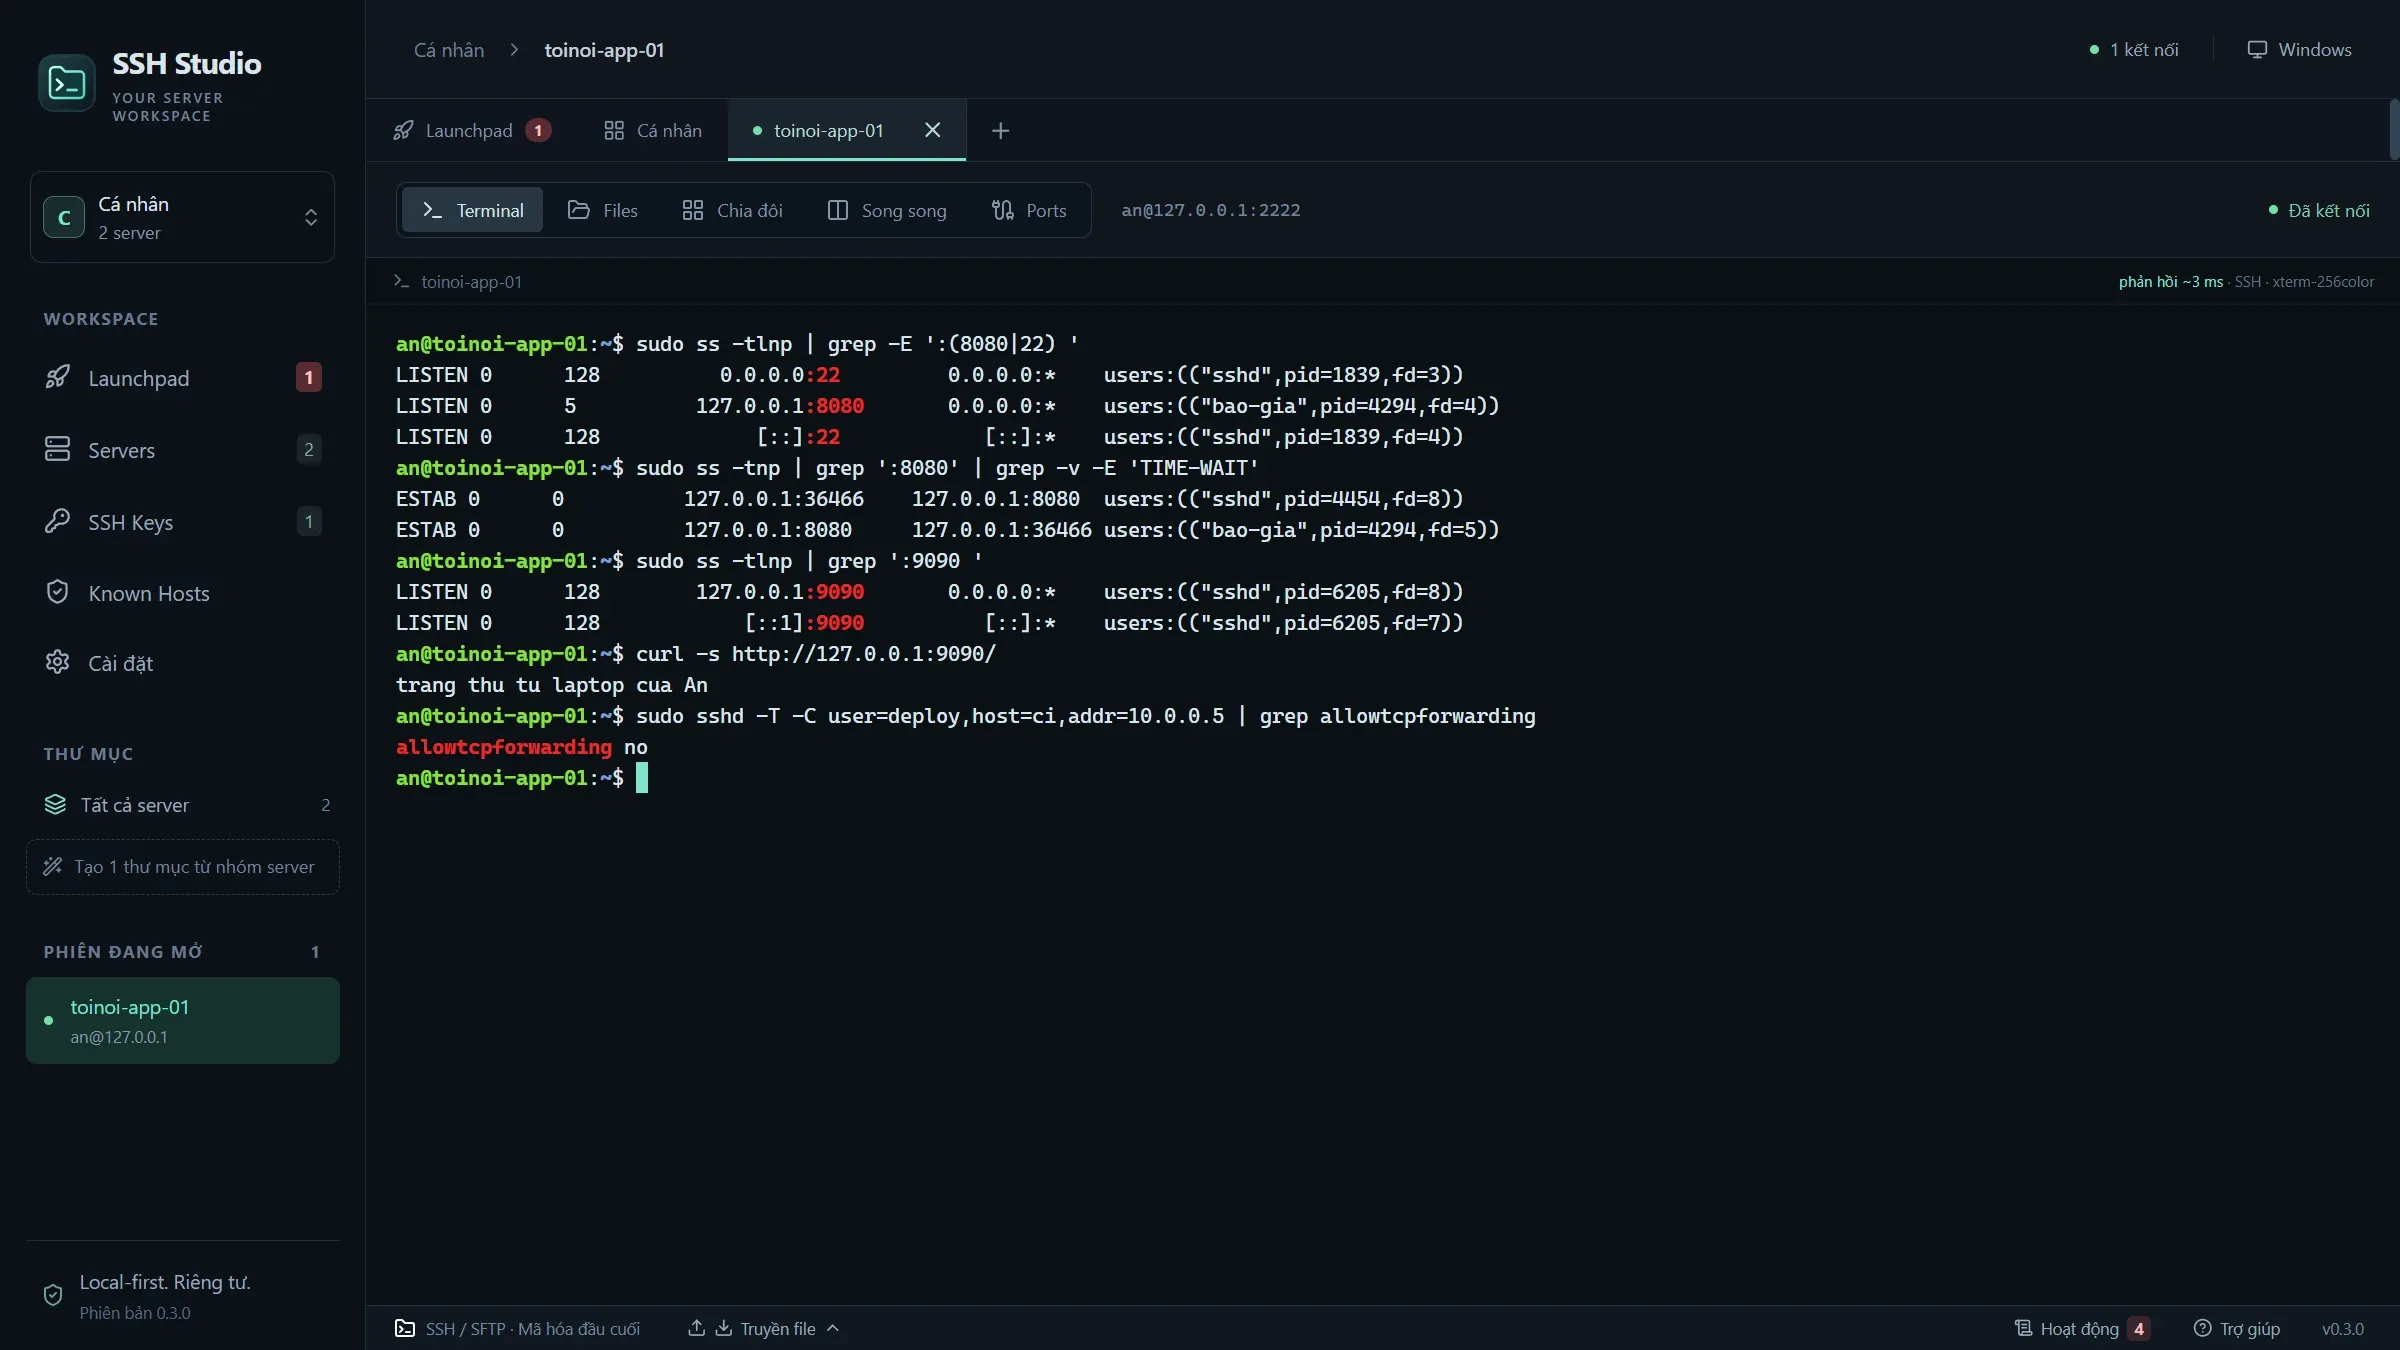 SSH Studio
YOUR SERVER
WORKSPACE
C
Cá nhân
2 server
WORKSPACE
Launchpad 1
Servers 2
SSH Keys 1
Known Hosts
Cài đặt
THƯ MỤC
Tất cả server 2
Tạo 1 thư mục từ nhóm server
PHIÊN ĐANG MỞ 1
toinoi-app-01
an@127.0.0.1
Local-first. Riêng tư.
Phiên bản 0.3.0
Cá nhân > toinoi-app-01
1 kết nối
Windows
Launchpad 1
Cá nhân
toinoi-app-01
Terminal
Files
Chia đôi
Song song
Ports
an@127.0.0.1:2222
Đã kết nối
toinoi-app-01
phản hồi ~3 ms · SSH · xterm-256color
an@toinoi-app-01:~$ sudo ss -tlnp | grep -E ':(8080|22) '
LISTEN 0      128          0.0.0.0:22         0.0.0.0:*    users:(("sshd",pid=1839,fd=3))
LISTEN 0      5          127.0.0.1:8080       0.0.0.0:*    users:(("bao-gia",pid=4294,fd=4))
LISTEN 0      128             [::]:22            [::]:*    users:(("sshd",pid=1839,fd=4))
an@toinoi-app-01:~$ sudo ss -tnp | grep ':8080' | grep -v -E 'TIME-WAIT'
ESTAB 0      0          127.0.0.1:36466    127.0.0.1:8080  users:(("sshd",pid=4454,fd=8))
ESTAB 0      0          127.0.0.1:8080     127.0.0.1:36466 users:(("bao-gia",pid=4294,fd=5))
an@toinoi-app-01:~$ sudo ss -tlnp | grep ':9090 '
LISTEN 0      128        127.0.0.1:9090       0.0.0.0:*    users:(("sshd",pid=6205,fd=8))
LISTEN 0      128            [::1]:9090          [::]:*    users:(("sshd",pid=6205,fd=7))
an@toinoi-app-01:~$ curl -s http://127.0.0.1:9090/
trang thu tu laptop cua An
an@toinoi-app-01:~$ sudo sshd -T -C user=deploy,host=ci,addr=10.0.0.5 | grep allowtcpforwarding
allowtcpforwarding no
an@toinoi-app-01:~$
SSH / SFTP · Mã hóa đầu cuối
Truyền file
Hoạt động 4
Trợ giúp
v0.3.0